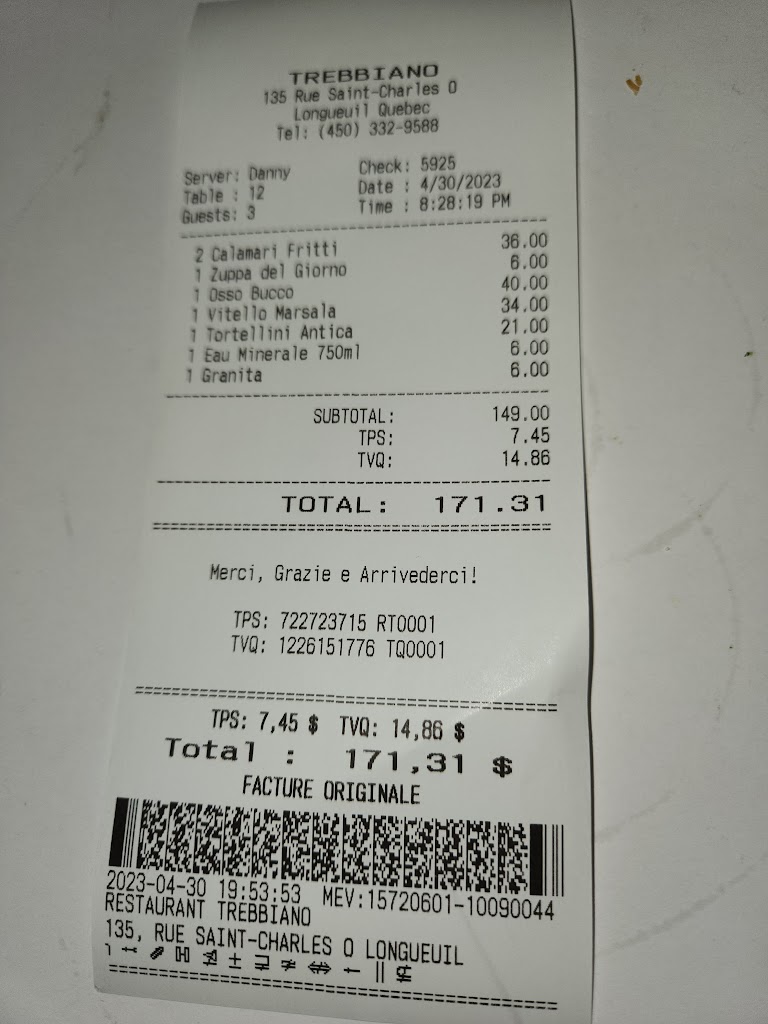 TREBBIANO
135 Rue Saint-Charles O
Longueuil Quebec
Tel: (450) 332-9588
Server: Danny Check: 5925
Table : 12 Date : 4/30/2023
Guests: 3 Time : 8:28:19 PM
2 Calamari Fritti 36.00
1 Zuppa del Giorno 6.00
1 Osso Bucco 40.00
1 Vitello Marsala 34.00
1 Tortellini Antica 21.00
1 Eau Minerale 750ml 6.00
1 Granita 6.00
SUBTOTAL: 149.00
TPS: 7.45
TVQ: 14.86
TOTAL: 171.31
Merci, Grazie e Arrivederci!
TPS: 722723715 RT0001
TVQ: 1226151776 TQ0001
TPS: 7,45 $ TVQ: 14,86 $
Total : 171,31 $
FACTURE ORIGINALE
2023-04-30 19:53:53 MEV:15720601-10090044
RESTAURANT TREBBIANO
135, RUE SAINT-CHARLES O LONGUEUIL